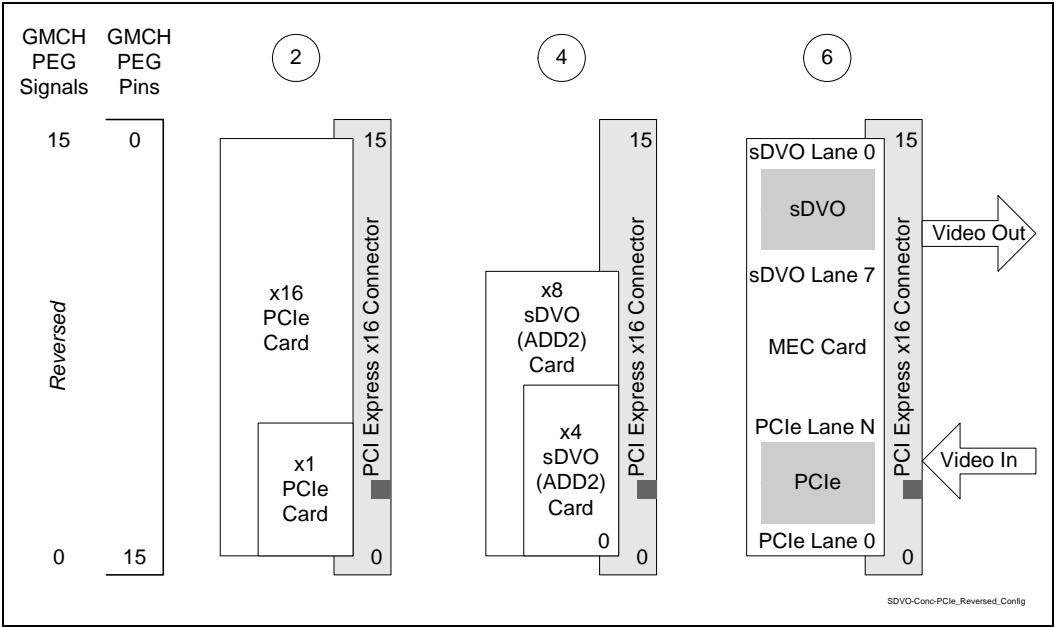 GMCH
PEG
Signals
GMCH
PEG
Pins
2
4
6
15
0
Reversed
0
15
15
x16
PCIe
Card
x1
PCIe
Card
PCI Express x16 Connector
0
15
x8
sDVO
(ADD2)
Card
x4
sDVO
(ADD2)
Card
0
PCI Express x16 Connector
0
15
sDVO Lane 0
sDVO
sDVO Lane 7
MEC Card
PCIe Lane N
PCIe
PCIe Lane 0
PCI Express x16 Connector
0
Video Out
Video In
SDVO-Conc-PCIe_Reversed_Config